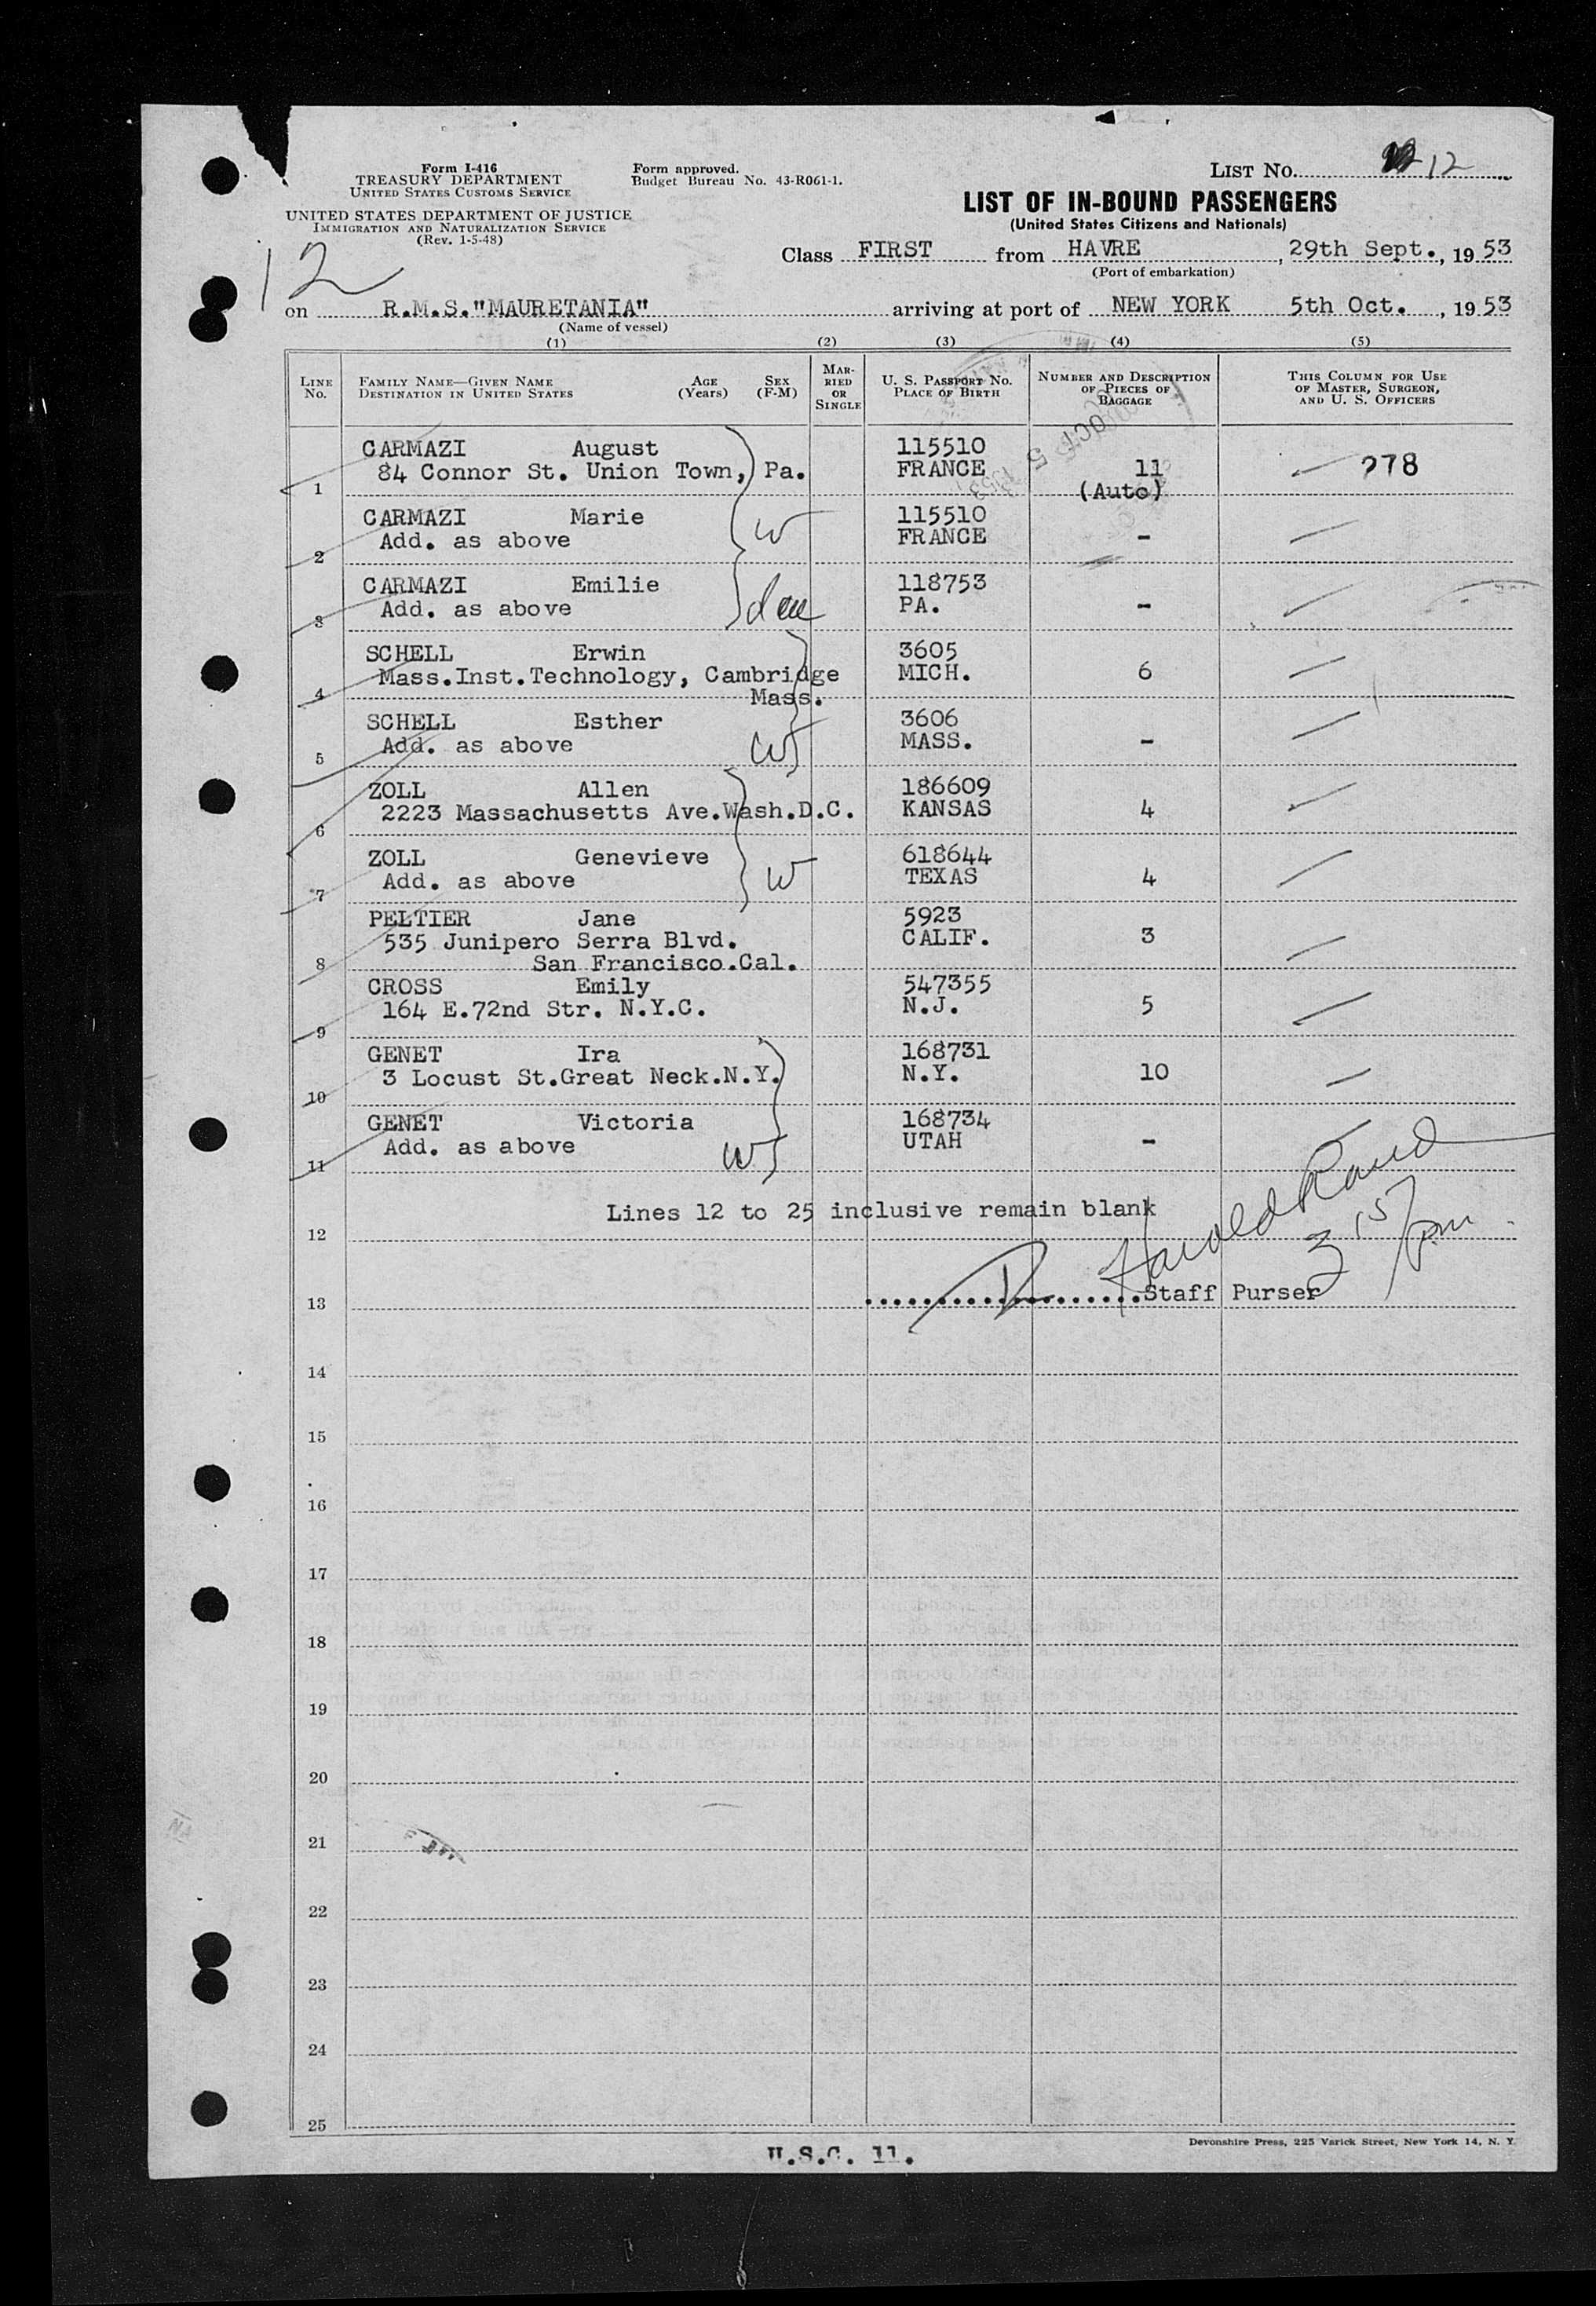 Form I-416
TREASURY DEPARTMENT
UNITED STATES CUSTOMS SERVICE
UNITED STATES DEPARTMENT OF JUSTICE
IMMIGRATION AND NATURALIZATION SERVICE
(Rev. 1-5-48)
Form approved.
Budget Bureau No. 43-R061-1.
LIST NO. 12
LIST OF IN-BOUND PASSENGERS
(United States Citizens and Nationals)
12
Class FIRST from HAVRE, 29th Sept., 1953
(Port of embarkation)
on R.M.S."MAURETANIA" arriving at port of NEW YORK 5th Oct. , 1953
(Name of vessel)
(1) (2) (3) (4) (5)
LINE NO.
FAMILY NAME—GIVEN NAME
DESTINATION IN UNITED STATES
AGE (Years)
SEX (F-M)
MARRIED OR SINGLE
U. S. PASSPORT NO.
PLACE OF BIRTH
NUMBER AND DESCRIPTION OF PIECES OF BAGGAGE
THIS COLUMN FOR USE OF MASTER, SURGEON, AND U. S. OFFICERS
OCT 5 1953
CARMAZI August 115510
84 Connor St. Union Town, Pa. FRANCE 11 278
1 (Auto)
CARMAZI Marie 115510
Add. as above W FRANCE -
2
CARMAZI Emilie 118753
Add. as above dau PA. -
3
SCHELL Erwin 3605
Mass.Inst.Technology, Cambridge MICH. 6
4 Mass.
SCHELL Esther 3606
Add. as above W MASS. -
5
ZOLL Allen 186609
2223 Massachusetts Ave.Wash.D.C. KANSAS 4
6
ZOLL Genevieve 618644
Add. as above W TEXAS 4
7
PELTIER Jane 5923
535 Junipero Serra Blvd. CALIF. 3
8 San Francisco.Cal.
CROSS Emily 547355
164 E.72nd Str. N.Y.C. N.J. 5
9
GENET Ira 168731
3 Locust St.Great Neck.N.Y. N.Y. 10
10
GENET Victoria 168734
Add. as above W UTAH -
11
Lines 12 to 25 inclusive remain blank
12
Harold Rand
3 15/pm
13 ....................Staff Purser
14
15
16
17
18
19
20
21
22
23
24
25
U.S.C. 11.
Devonshire Press, 225 Varick Street, New York 14, N. Y.